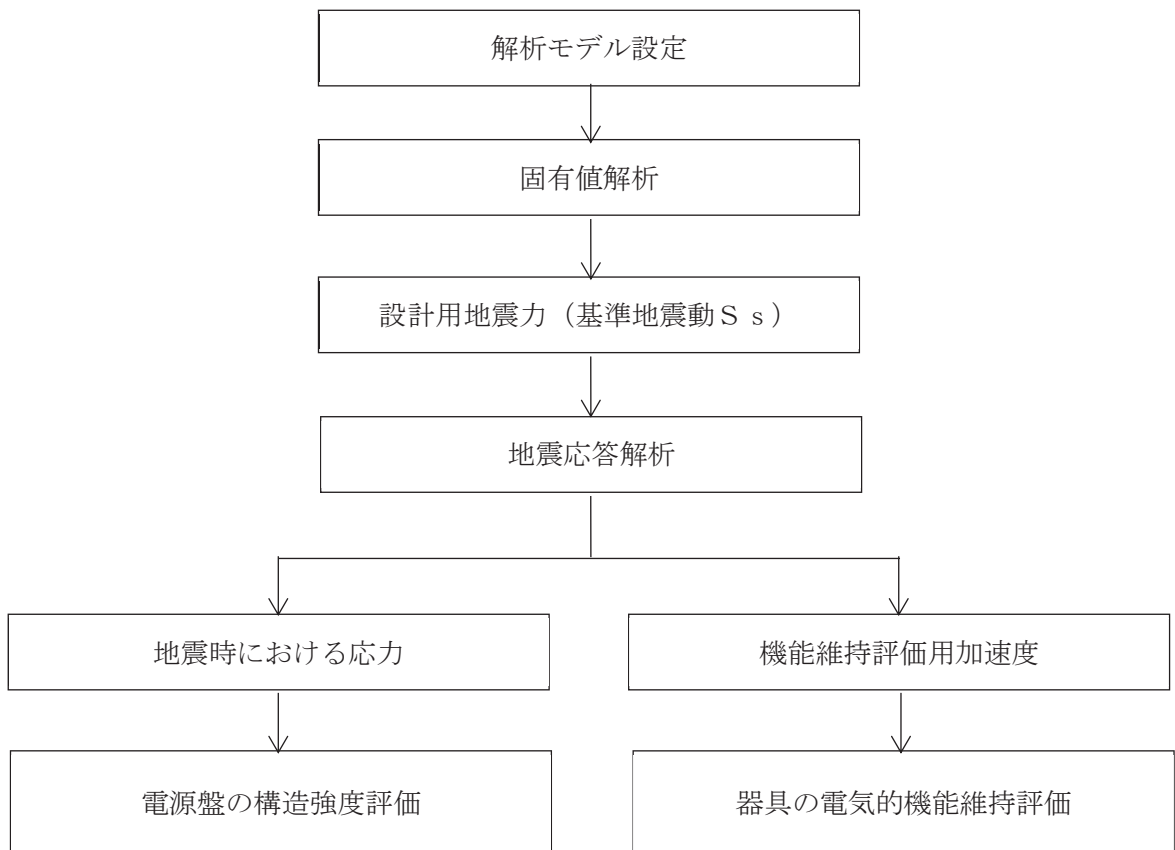 解析モデル設定
固有値解析
設計用地震力（基準地震動Ｓｓ）
地震応答解析
地震時における応力
機能維持評価用加速度
電源盤の構造強度評価
器具の電気的機能維持評価